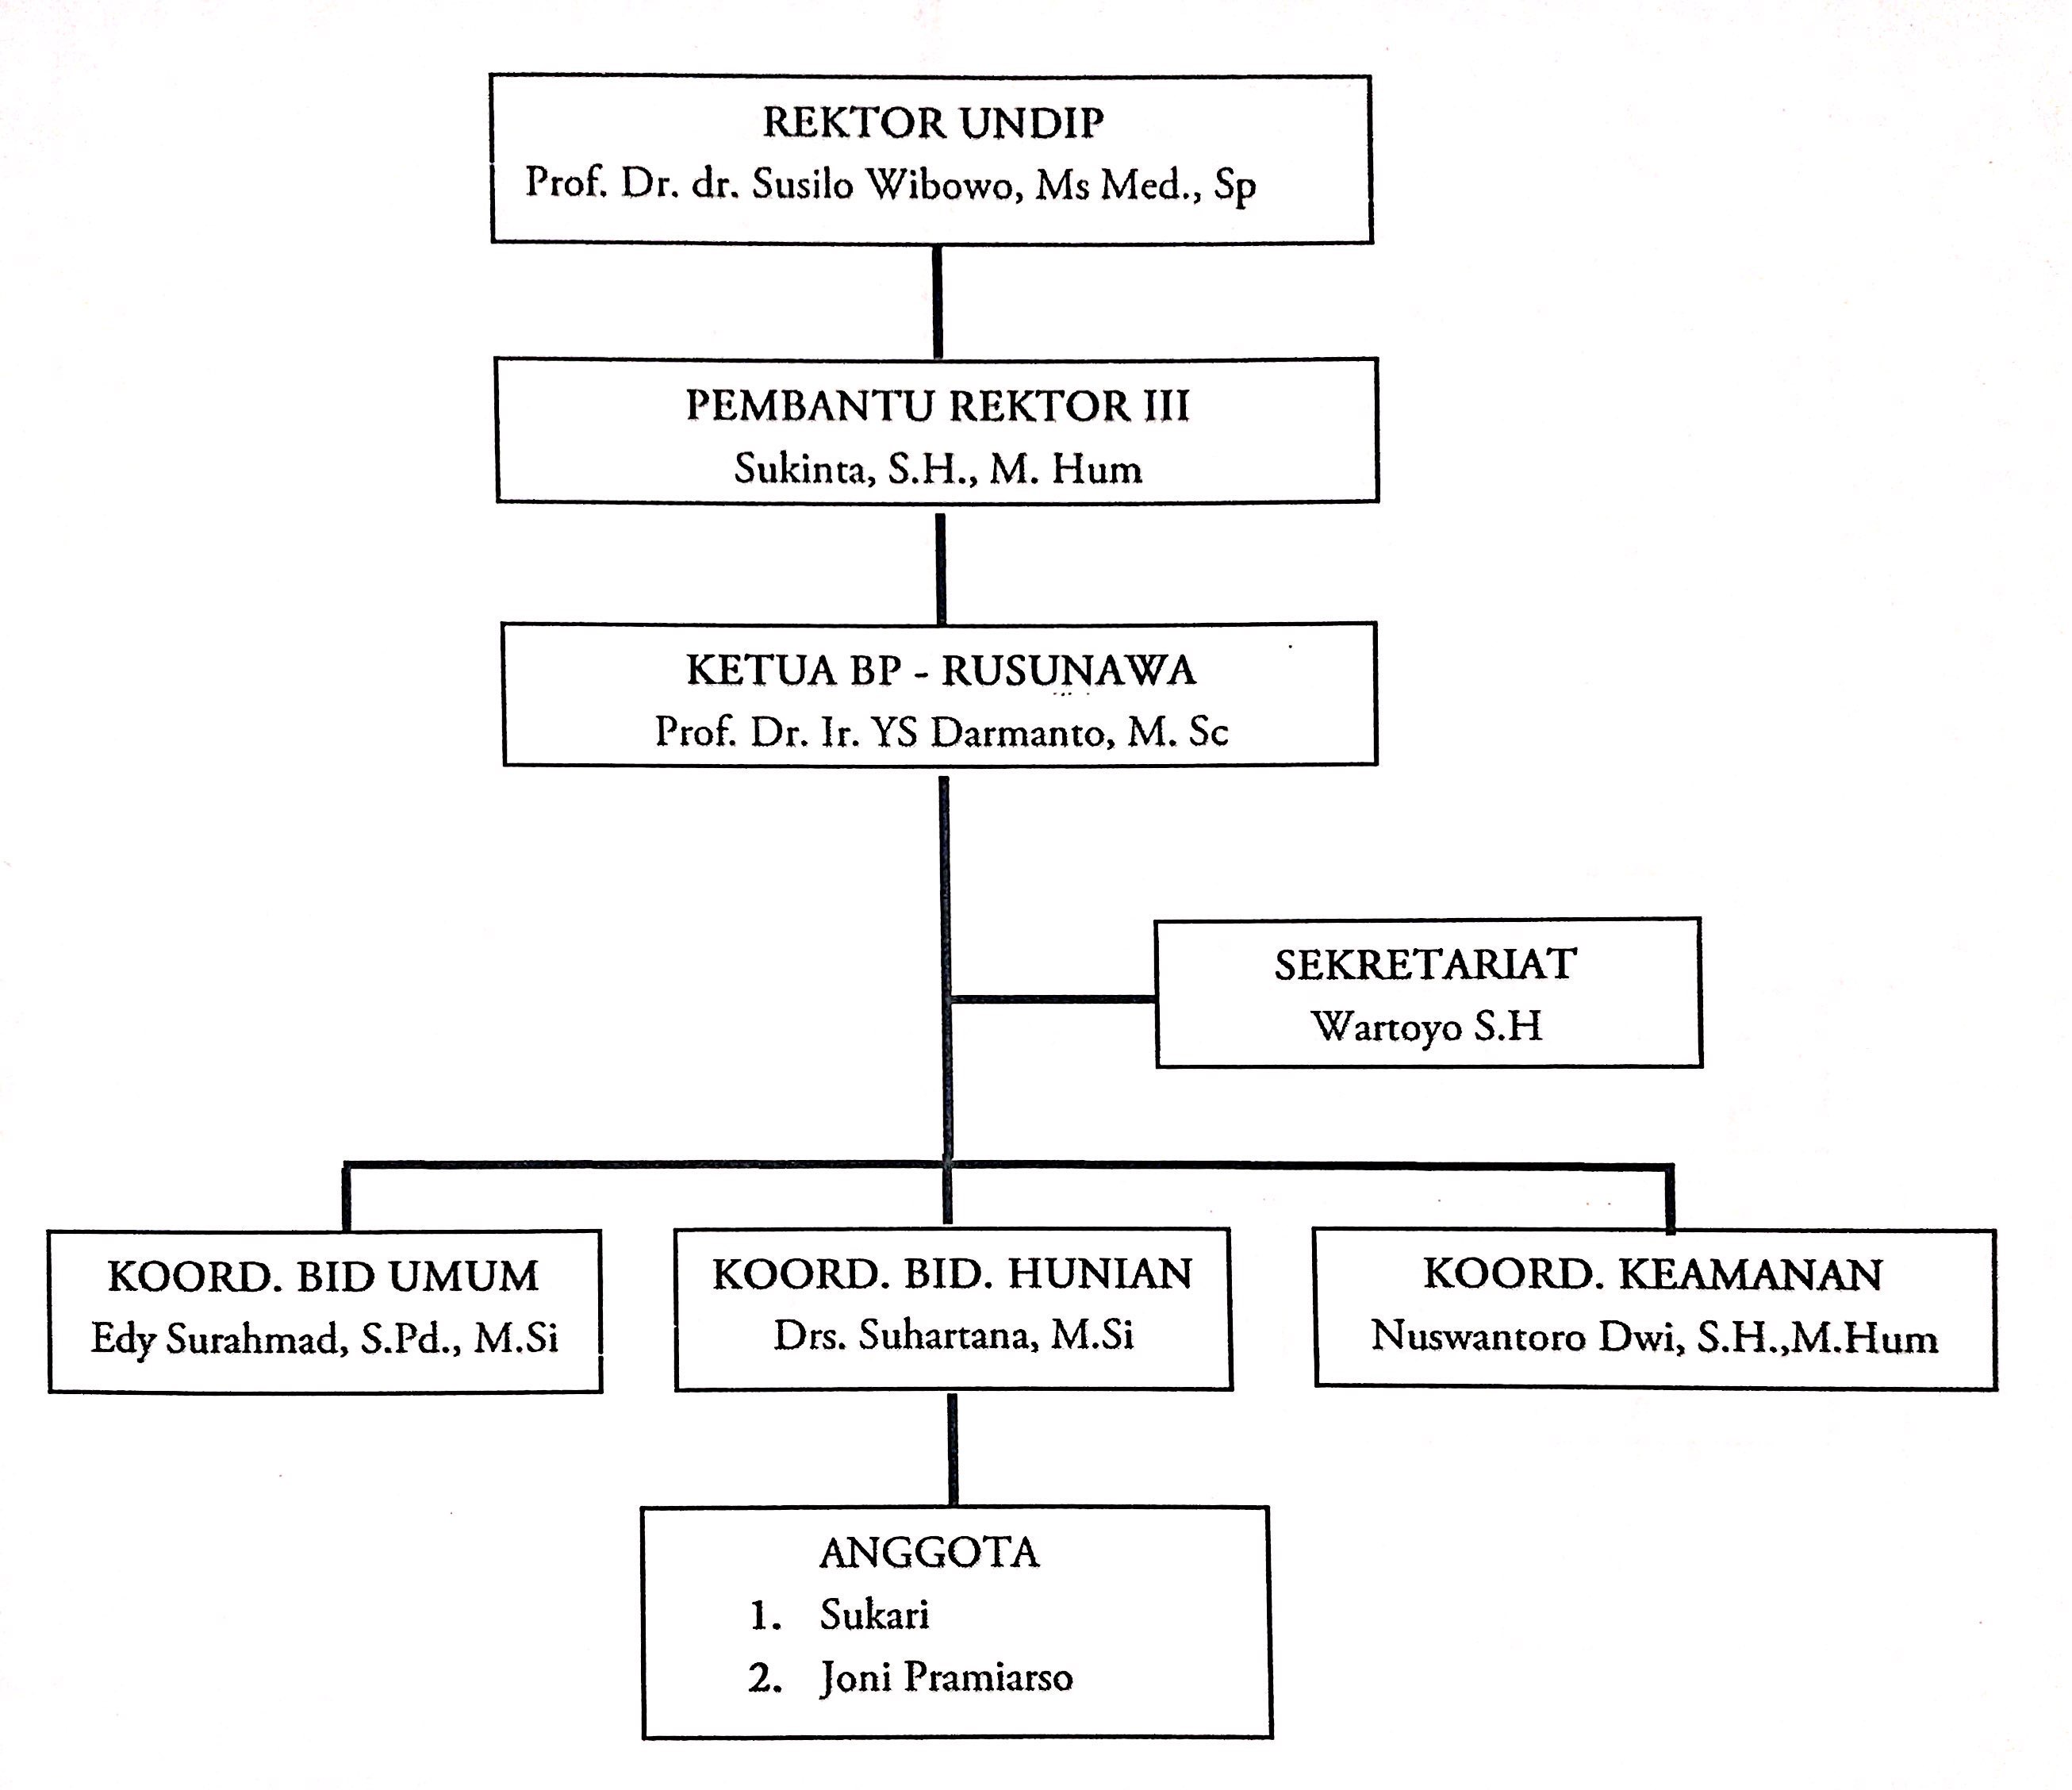 REKTOR UNDIP
Prof. Dr. dr. Susilo Wibowo, Ms Med., Sp
PEMBANTU REKTOR III
Sukinta, S.H., M. Hum
KETUA BP - RUSUNAWA
Prof. Dr. Ir. YS Darmanto, M. Sc
SEKRETARIAT
Wartoyo S.H
KOORD. BID UMUM
Edy Surahmad, S.Pd., M.Si
KOORD. BID. HUNIAN
Drs. Suhartana, M.Si
KOORD. KEAMANAN
Nuswantoro Dwi, S.H.,M.Hum
ANGGOTA
1. Sukari
2. Joni Pramiarso